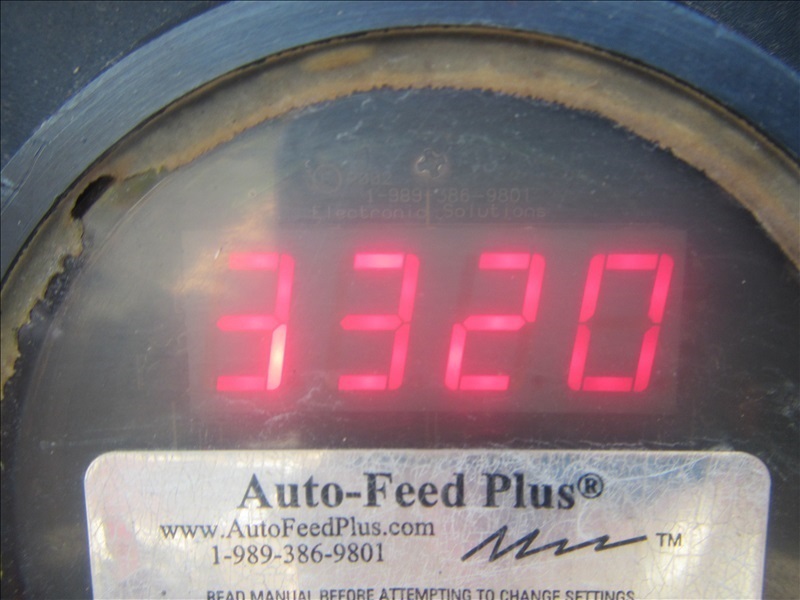 1-989-386-9801
Electronic Solutions
3320
Auto-Feed Plus®
www.AutoFeedPlus.com
1-989-386-9801
TM
READ MANUAL BEFORE ATTEMPTING TO CHANGE SETTINGS